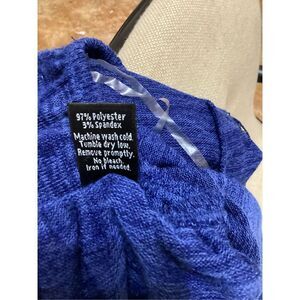 97% Polyester
3% Spandex
Machine wash cold.
Tumble dry low.
Remove promptly.
No bleach.
Iron if needed.